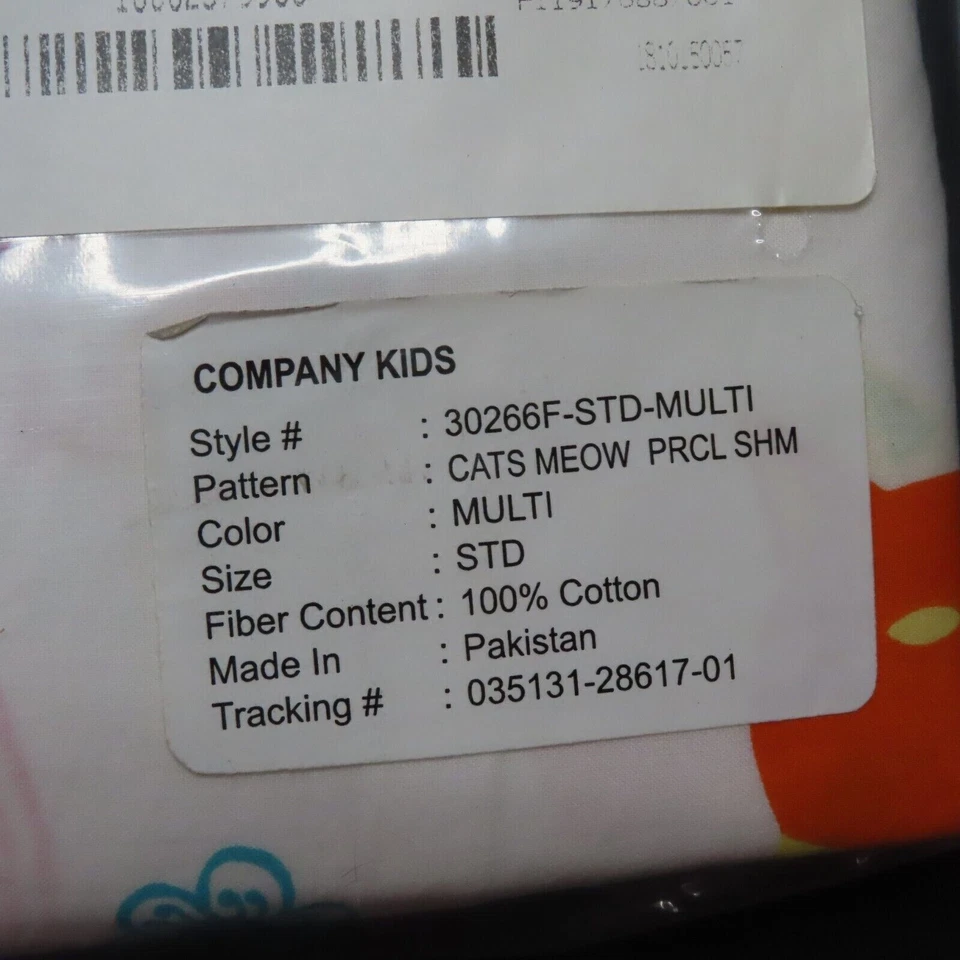 COMPANY KIDS
Style # : 30266F-STD-MULTI
Pattern : CATS MEOW PRCL SHM
Color : MULTI
Size : STD
Fiber Content : 100% Cotton
Made In : Pakistan
Tracking # : 035131-28617-01